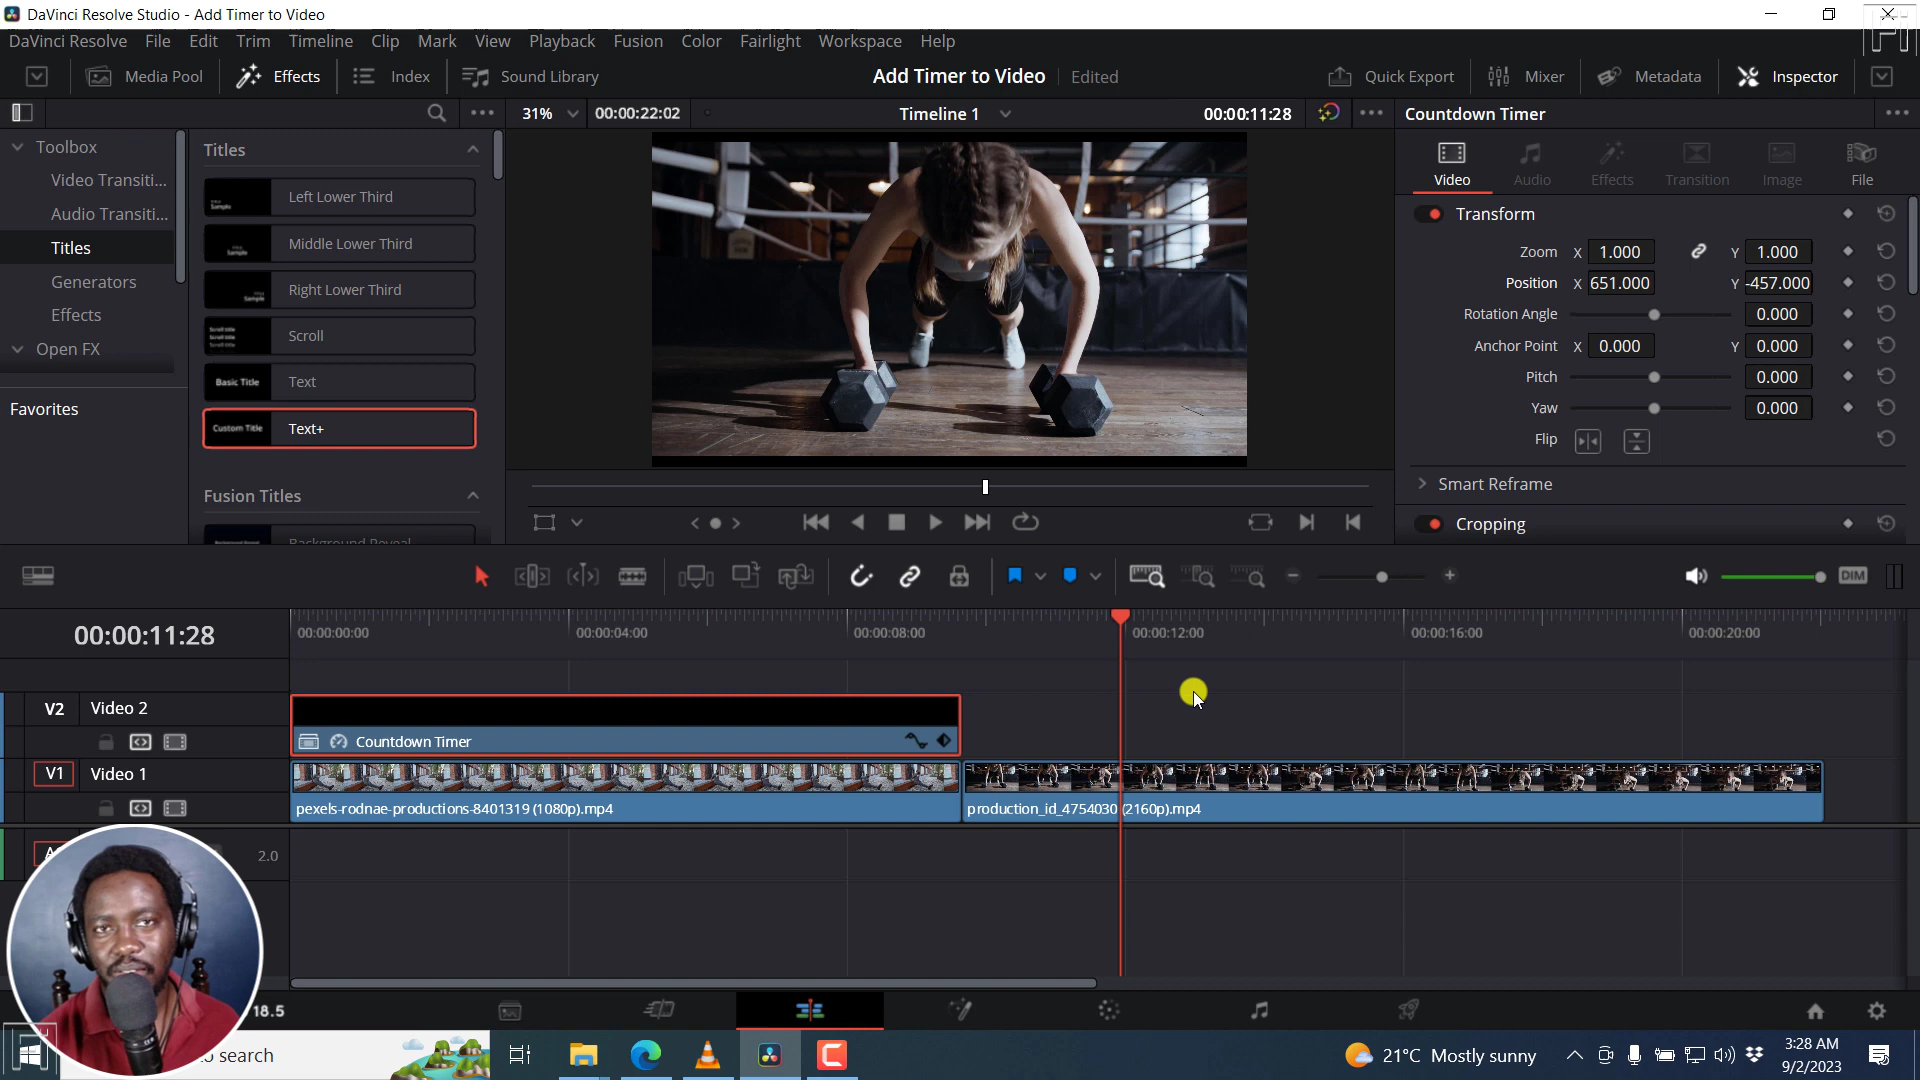 DaVinci Resolve Studio - Add Timer to Video
DaVinci Resolve File Edit Trim Timeline Clip Mark View Playback Fusion Color Fairlight Workspace Help
Media Pool Effects Index Sound Library Add Timer to Video Edited Quick Export Mixer Metadata Inspector
31% 00:00:22:02 Timeline 1 00:00:11:28 Countdown Timer
Toolbox
Video Transiti...
Audio Transiti...
Titles
Generators
Effects
Open FX
Favorites
Titles
Sample Left Lower Third
Sample Middle Lower Third
Sample Right Lower Third
Scroll
Basic Title Text
Custom Title Text+
Fusion Titles
Background Reveal
Video Audio Effects Transition Image File
Transform
Zoom X 1.000 Y 1.000
Position X 651.000 Y -457.000
Rotation Angle 0.000
Anchor Point X 0.000 Y 0.000
Pitch 0.000
Yaw 0.000
Flip
Smart Reframe
Cropping
DIM
00:00:11:28
00:00:00:00 00:00:04:00 00:00:08:00 00:00:12:00 00:00:16:00 00:00:20:00
V2 Video 2
Countdown Timer
V1 Video 1
pexels-rodnae-productions-8401319 (1080p).mp4
production_id_4754030 (2160p).mp4
2.0
18.5
search
21°C Mostly sunny
3:28 AM
9/2/2023